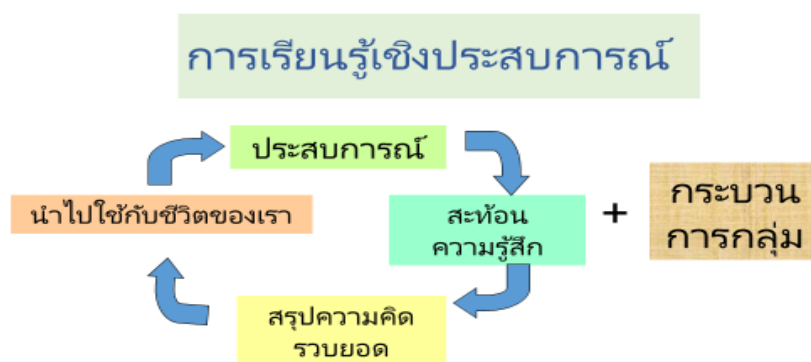 การเรียนรู้เชิงประสบการณ์
ประสบการณ์
นำไปใช้กับชีวิตของเรา
สะท้อน
ความรู้สึก
+
กระบวน
การกลุ่ม
สรุปความคิด
รวบยอด